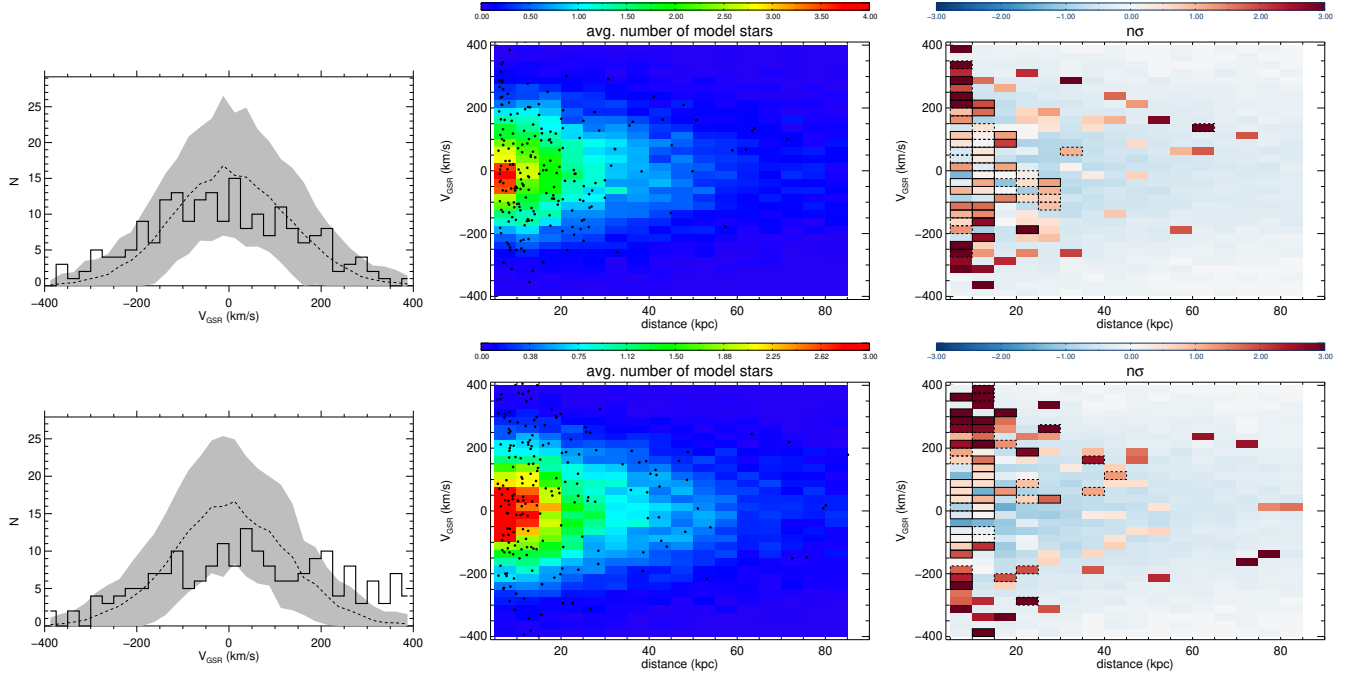 0.00 0.50 1.00 1.50 2.00 2.50 3.00 3.50 4.00
−3.00 −2.00 −1.00 0.00 1.00 2.00 3.00
avg. number of model stars
nσ
N
25
20
15
10
5
0
−400 −200 0 200 400
V_GSR (km/s)
V_GSR (km/s)
400
200
0
−200
−400
20 40 60 80
distance (kpc)
V_GSR (km/s)
400
200
0
−200
−400
20 40 60 80
distance (kpc)
0.00 0.38 0.75 1.12 1.50 1.88 2.25 2.63 3.00
−3.00 −2.00 −1.00 0.00 1.00 2.00 3.00
avg. number of model stars
nσ
N
25
20
15
10
5
0
−400 −200 0 200 400
V_GSR (km/s)
V_GSR (km/s)
400
200
0
−200
−400
20 40 60 80
distance (kpc)
V_GSR (km/s)
400
200
0
−200
−400
20 40 60 80
distance (kpc)